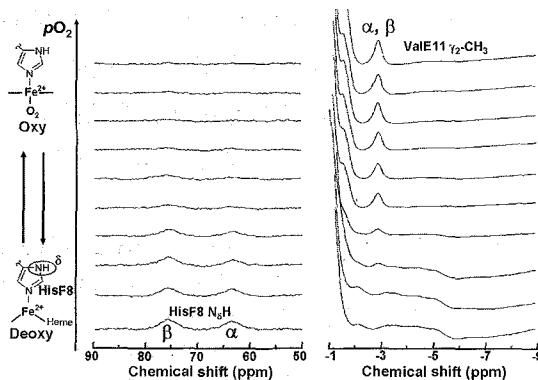 pO2
NH
N
Fe2+
O2
Oxy
NH δ
HisF8
N
Fe2+
Heme
Deoxy
HisF8 NδH
β α
90 80 70 60 50
Chemical shift (ppm)
α, β
ValE11 γ2-CH3
-1 -3 -5 -7 -9
Chemical shift (ppm)